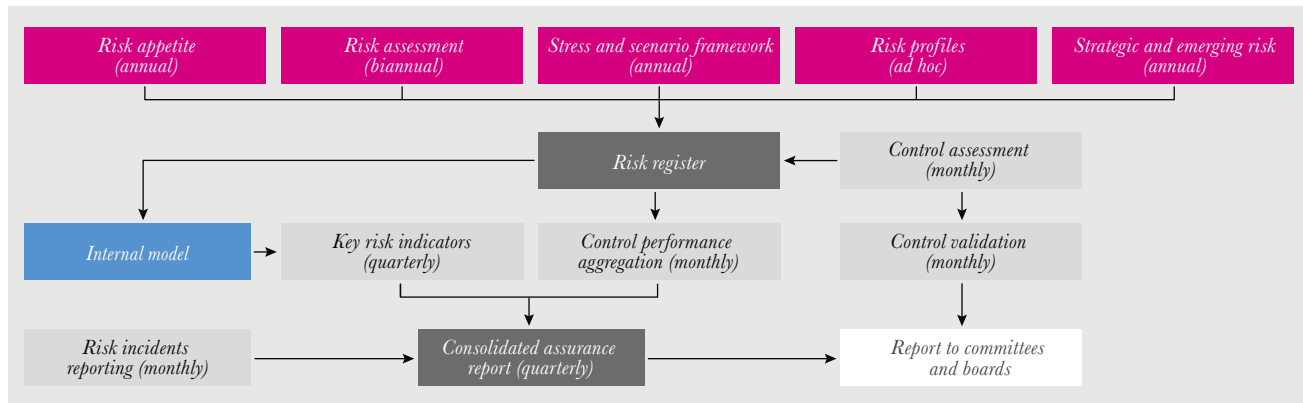 Risk appetite
(annual)
Risk assessment
(biannual)
Stress and scenario framework
(annual)
Risk profiles
(ad hoc)
Strategic and emerging risk
(annual)
Risk register
Control assessment
(monthly)
Internal model
Key risk indicators
(quarterly)
Control performance
aggregation (monthly)
Control validation
(monthly)
Risk incidents
reporting (monthly)
Consolidated assurance
report (quarterly)
Report to committees
and boards